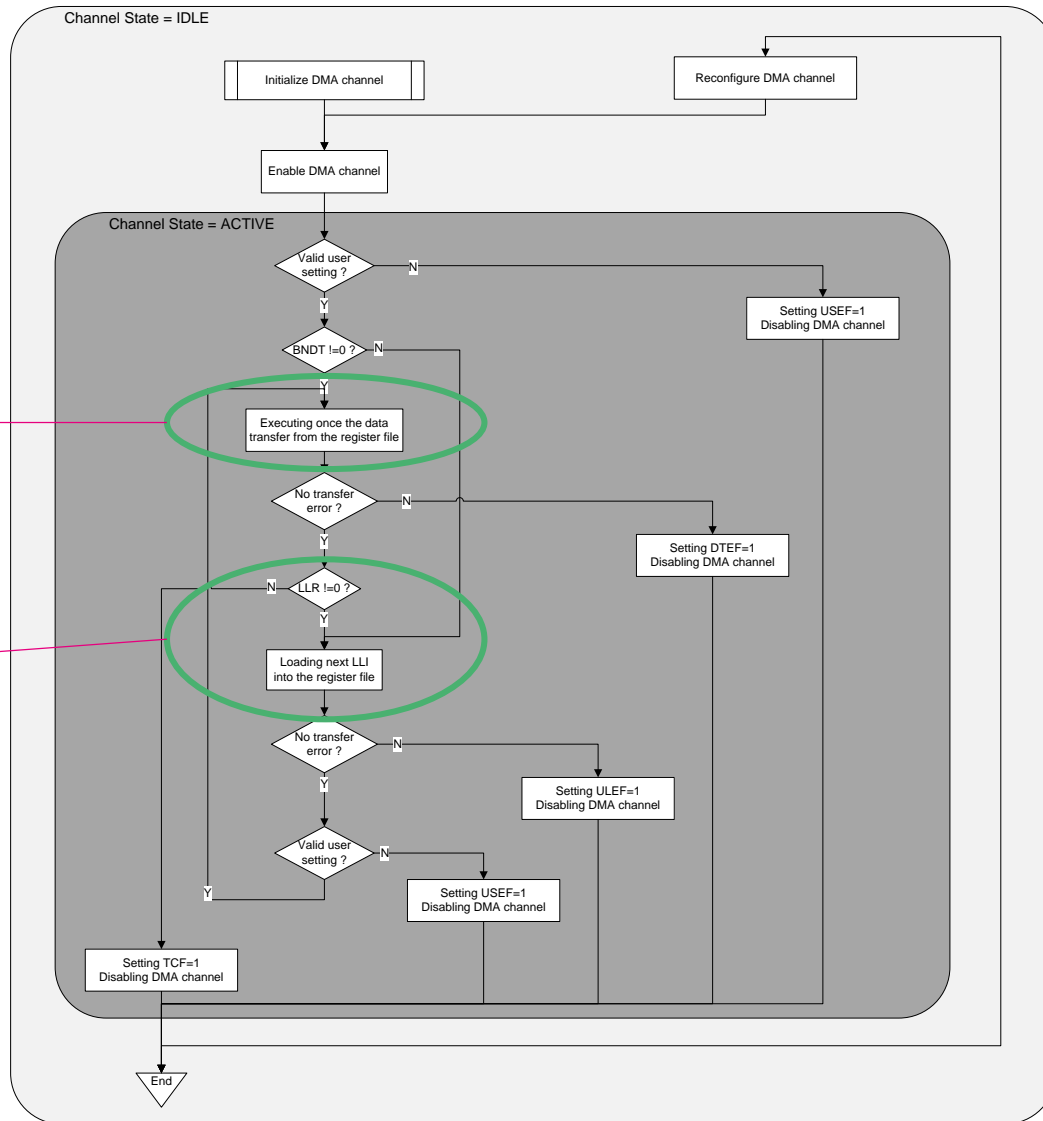 Channel State = IDLE
Initialize DMA channel
Reconfigure DMA channel
Enable DMA channel
Channel State = ACTIVE
Valid user
setting ?
N
Y
Setting USEF=1
Disabling DMA channel
BNDT !=0 ?
N
Y
Executing once the data
transfer from the register file
No transfer
error ?
N
Y
Setting DTEF=1
Disabling DMA channel
N
LLR !=0 ?
Y
Loading next LLI
into the register file
No transfer
error ?
N
Y
Setting ULEF=1
Disabling DMA channel
Valid user
setting ?
N
Y
Setting USEF=1
Disabling DMA channel
Setting TCF=1
Disabling DMA channel
End